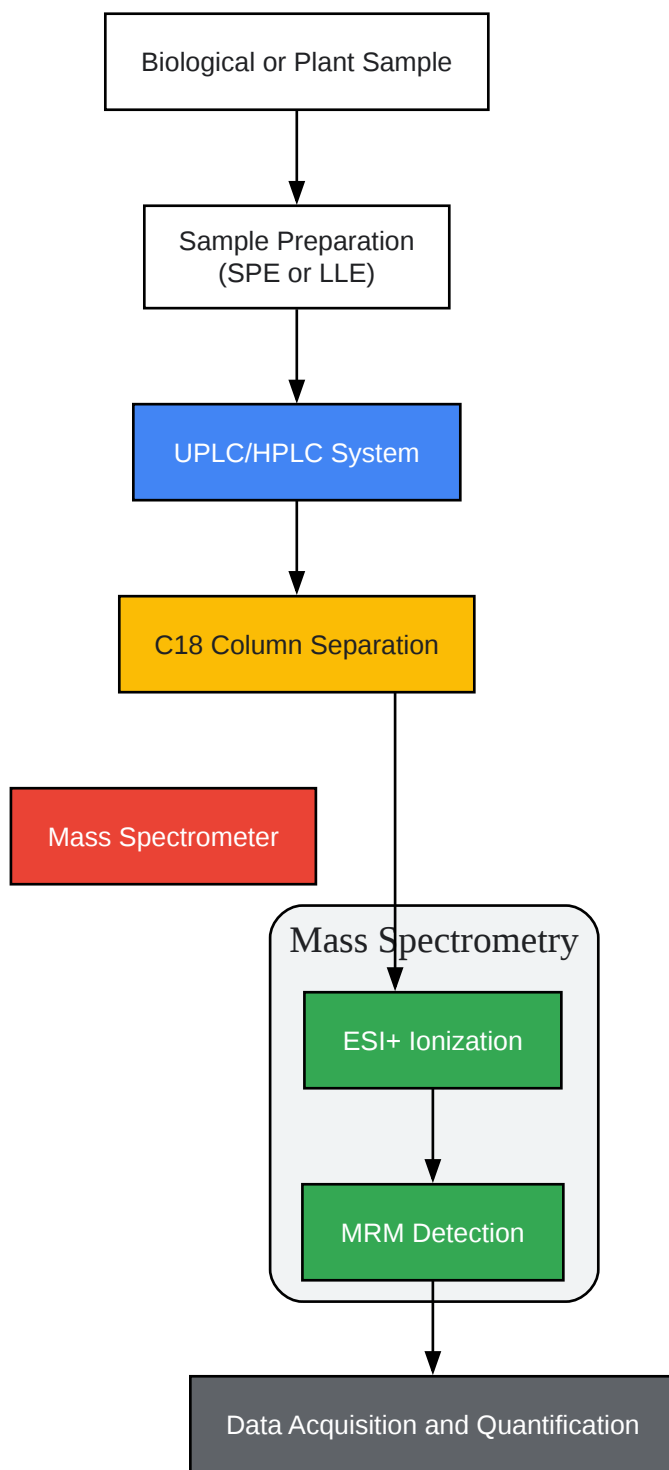 Biological or Plant Sample
Sample Preparation
(SPE or LLE)
UPLC/HPLC System
C18 Column Separation
Mass Spectrometer
Mass Spectrometry
ESI+ Ionization
MRM Detection
Data Acquisition and Quantification